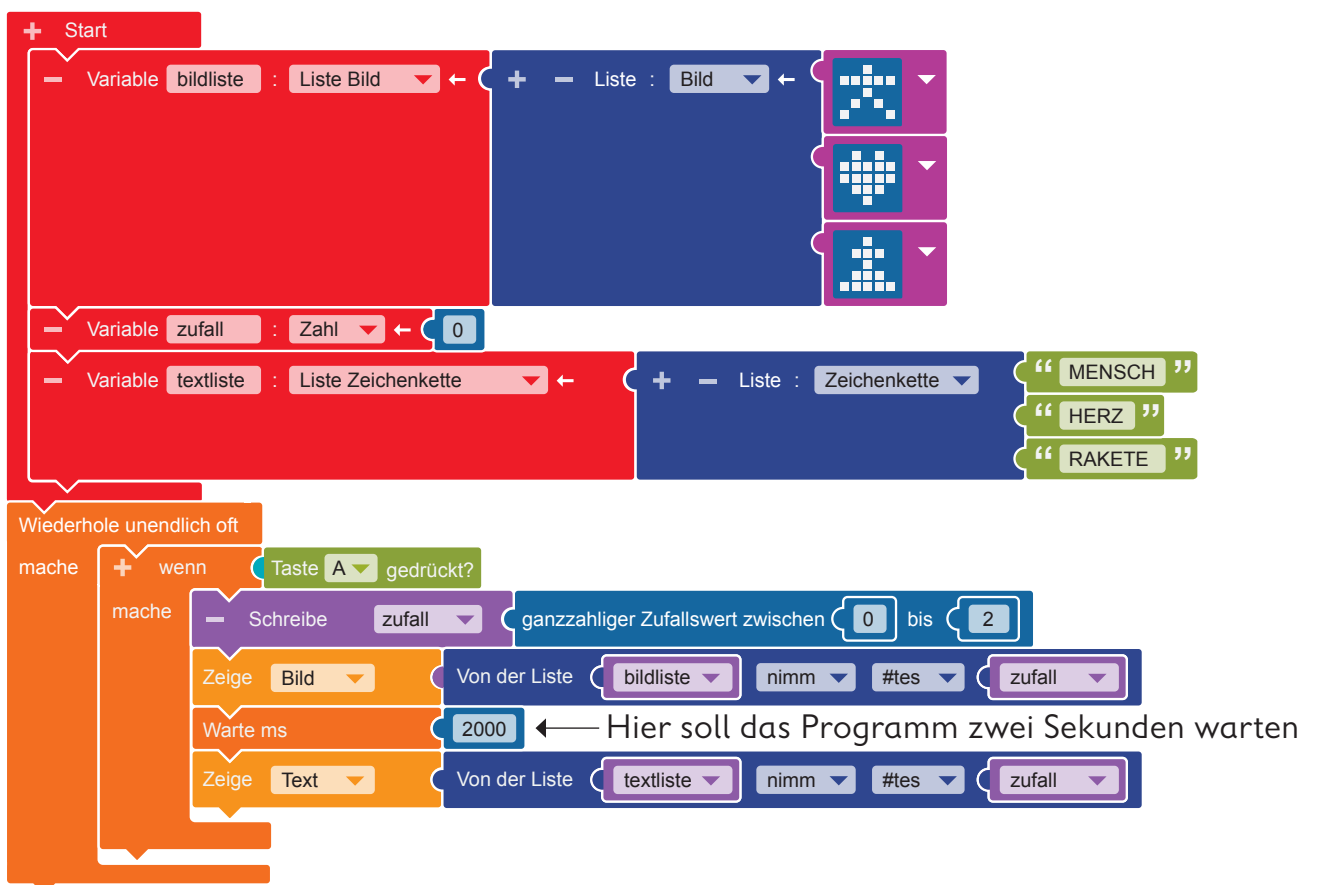 + Start
− Variable bildliste : Liste Bild ← + − Liste : Bild ←
− Variable zufall : Zahl ← 0
− Variable textliste : Liste Zeichenkette ← + − Liste : Zeichenkette “ MENSCH ”
“ HERZ ”
“ RAKETE ”
Wiederhole unendlich oft
mache + wenn Taste A gedrückt?
mache − Schreibe zufall ganzzahliger Zufallswert zwischen 0 bis 2
Zeige Bild Von der Liste bildliste nimm #tes zufall
Warte ms 2000 ← Hier soll das Programm zwei Sekunden warten
Zeige Text Von der Liste textliste nimm #tes zufall